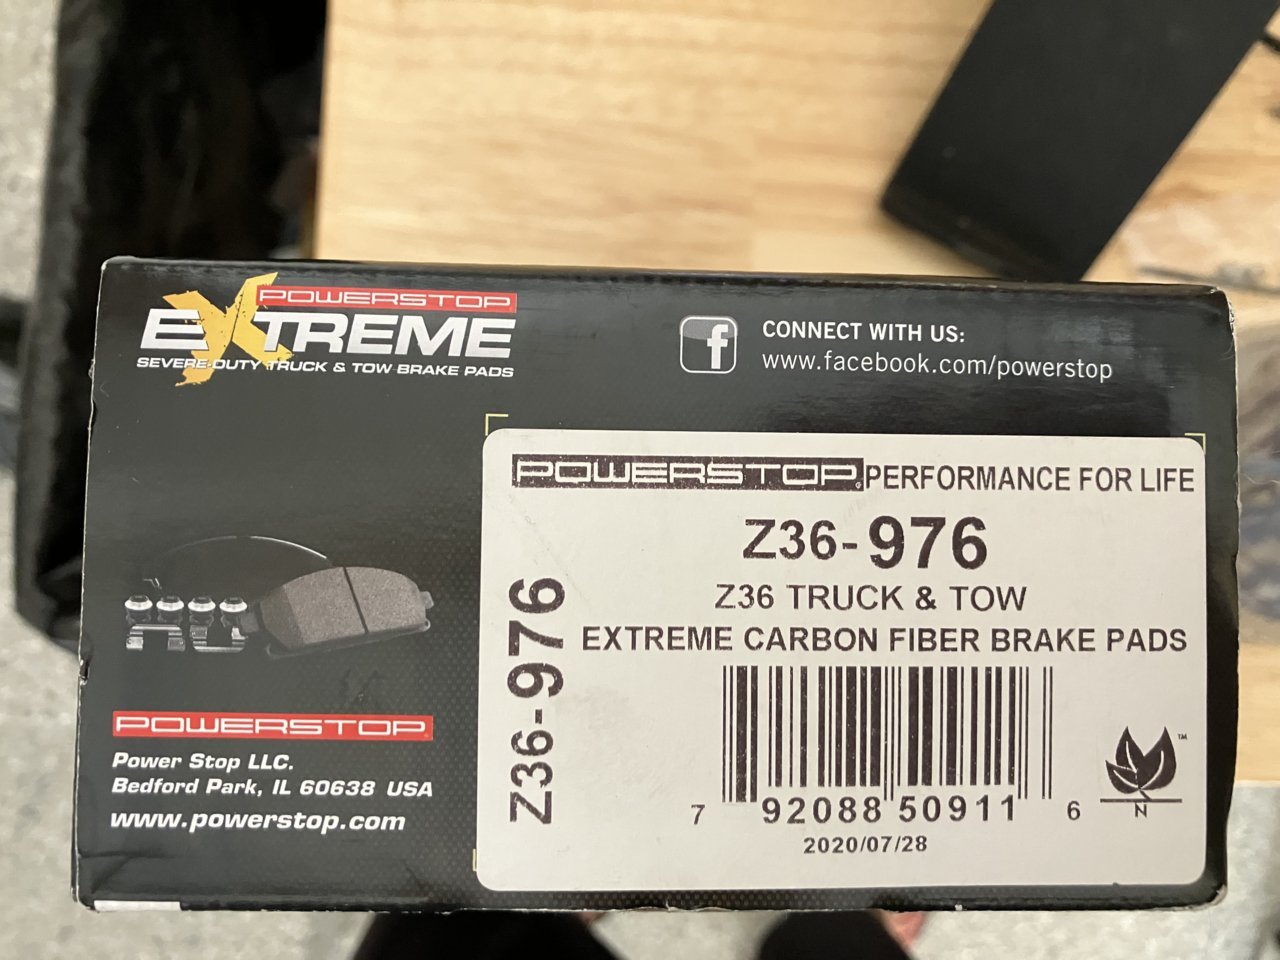 POWERSTOP
EXTREME
SEVERE-DUTY TRUCK & TOW BRAKE PADS
f
CONNECT WITH US:
www.facebook.com/powerstop
POWERSTOP PERFORMANCE FOR LIFE
Z36-976
Z36 TRUCK & TOW
EXTREME CARBON FIBER BRAKE PADS
Z36-976
7 92088 50911 6
2020/07/28
TM
N
POWERSTOP
Power Stop LLC.
Bedford Park, IL 60638 USA
www.powerstop.com